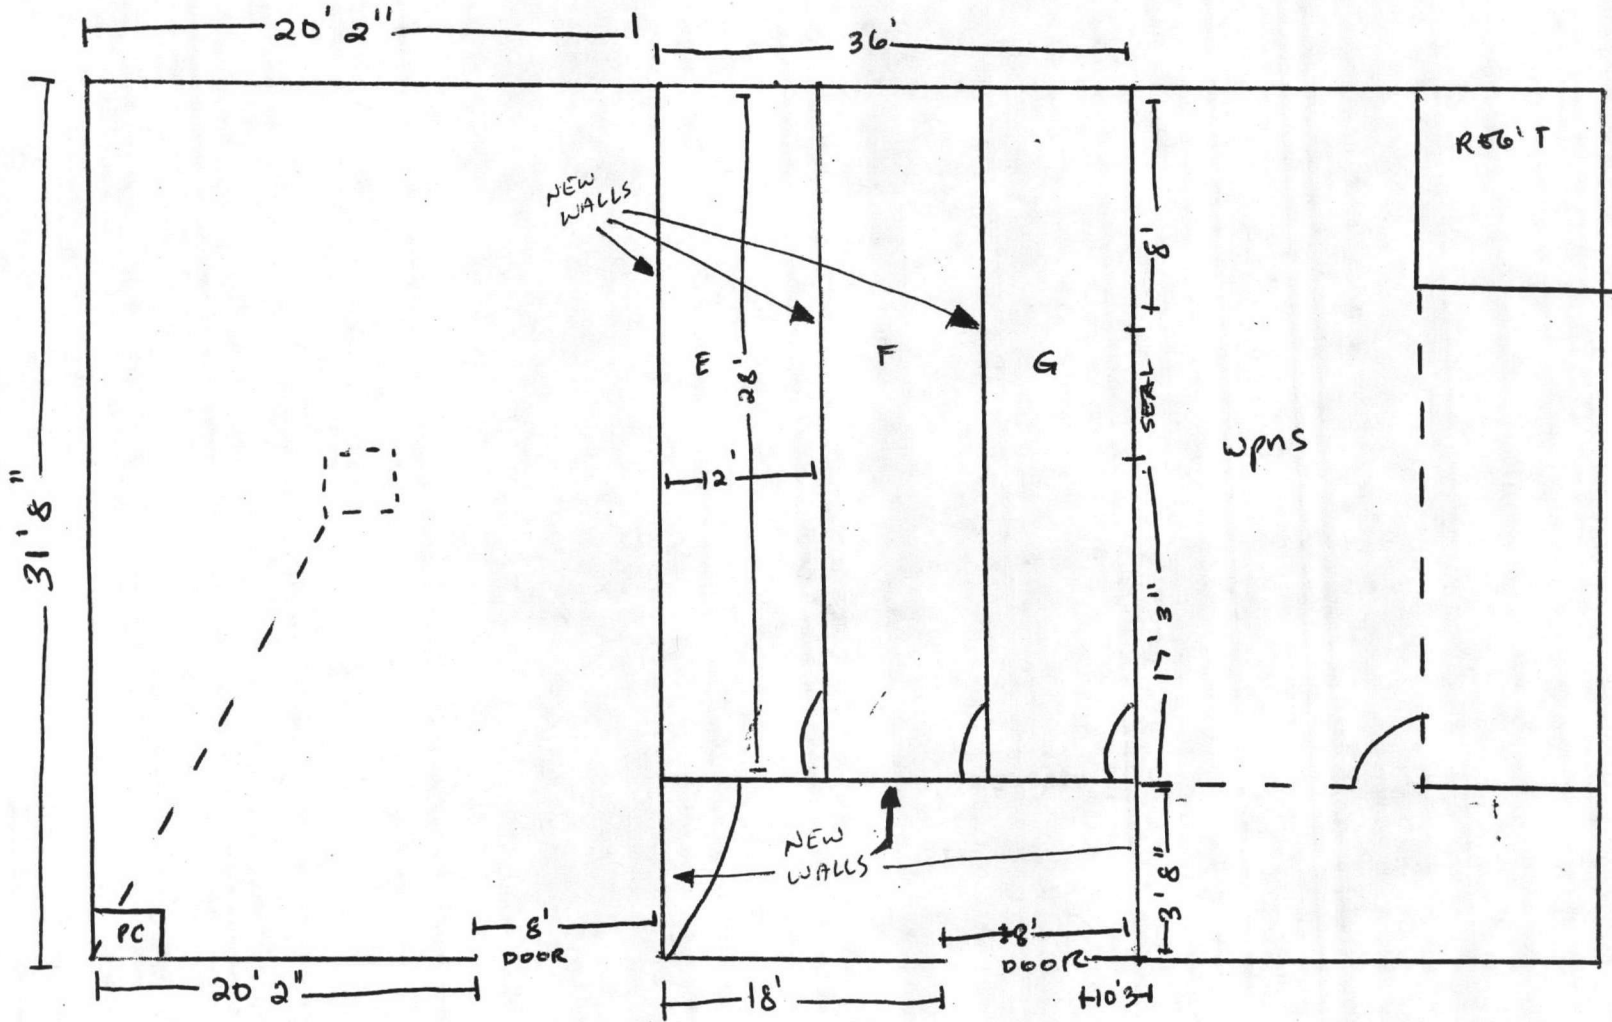 20' 2"
36'
REG'T
NEW
WALLS
8'
E
F
G
28'
SEAL
wpns
12'
31' 8"
17' 3"
NEW
WALLS
3' 8"
PC
8'
DOOR
8'
DOOR
20' 2"
18'
10'3